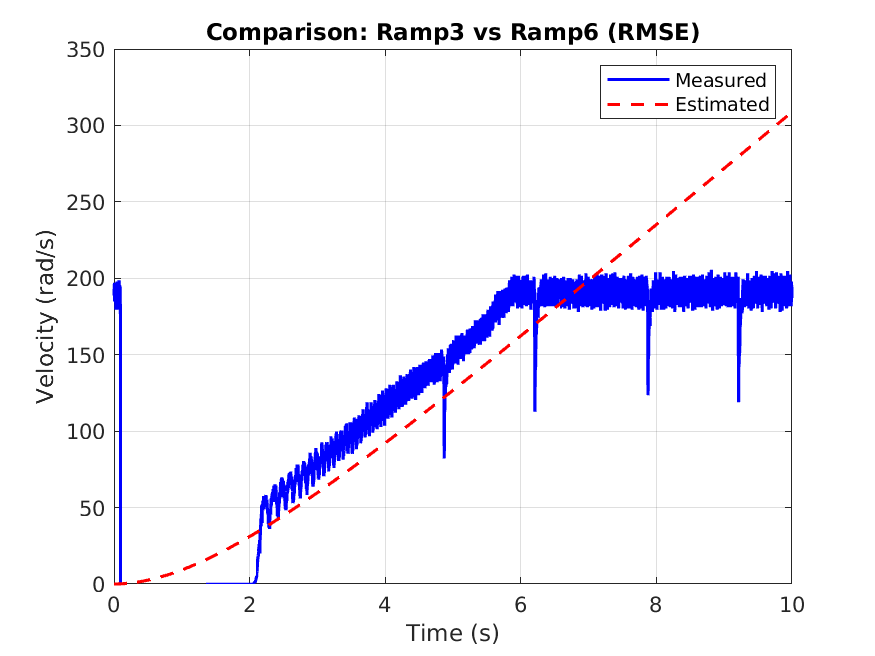 Comparison: Ramp3 vs Ramp6 (RMSE)
Measured
Estimated
Velocity (rad/s)
350
300
250
200
150
100
50
0
0 2 4 6 8 10
Time (s)